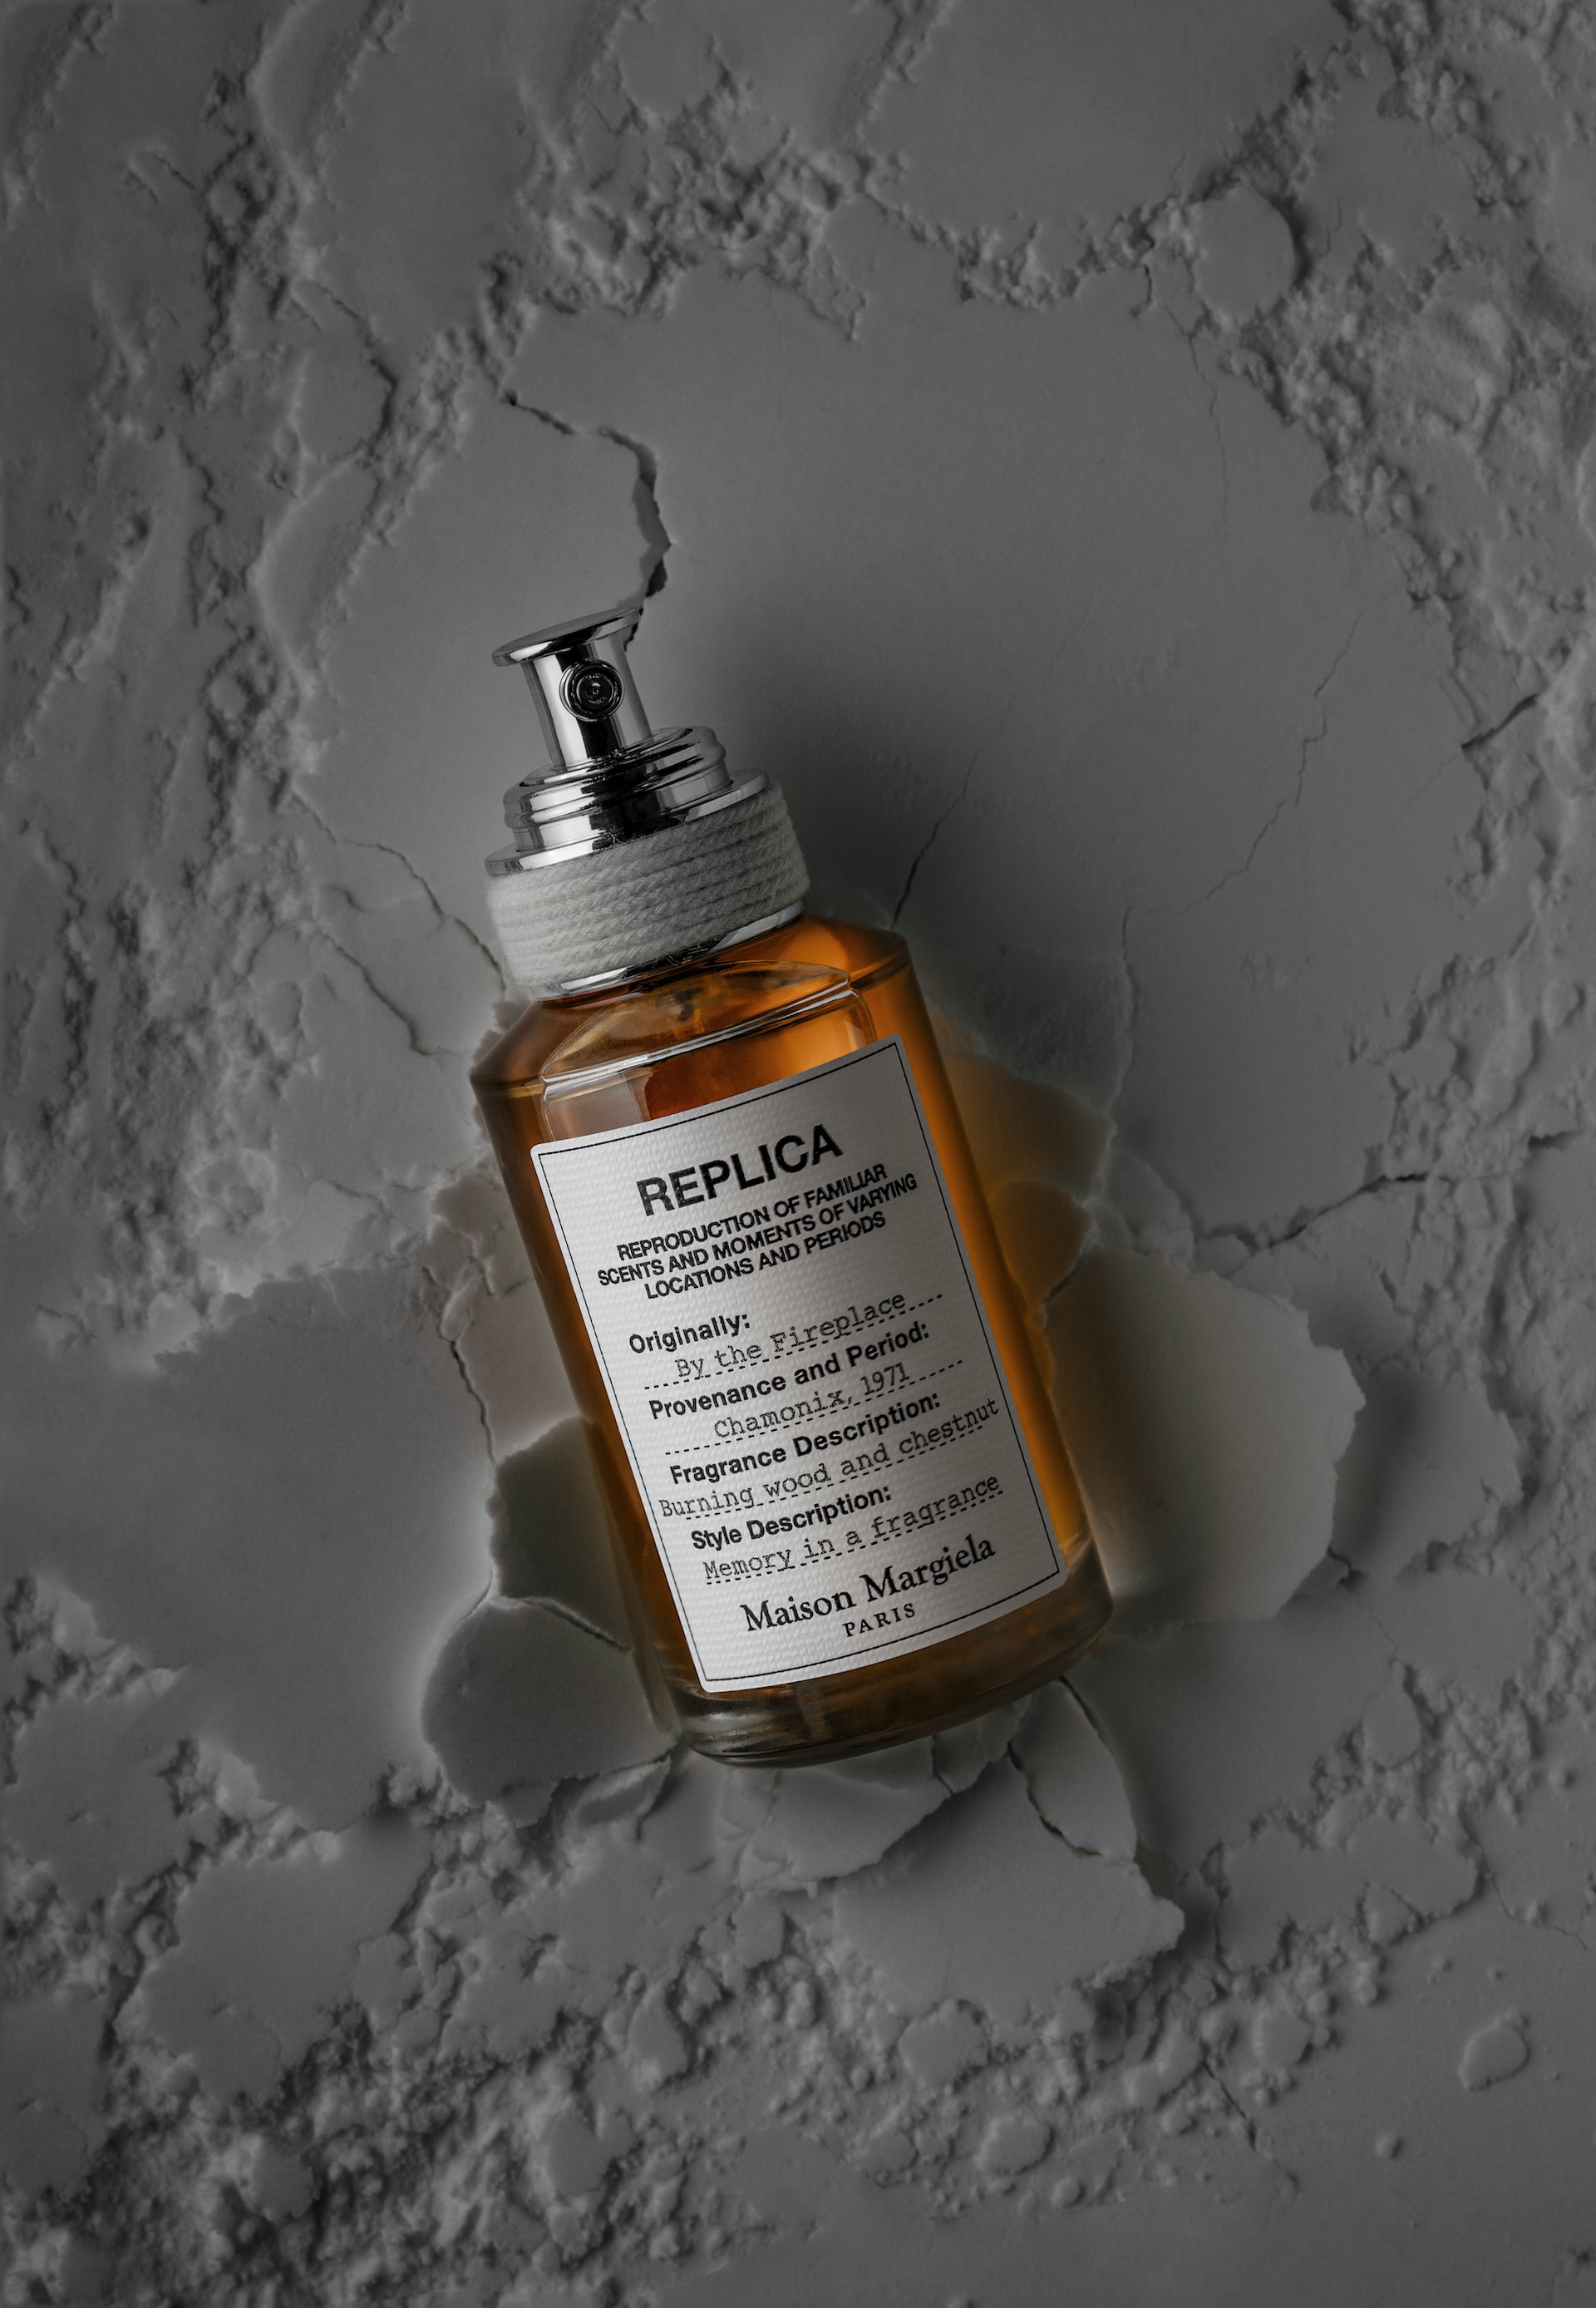 REPLICA
REPRODUCTION OF FAMILIAR
SCENTS AND MOMENTS OF VARYING
LOCATIONS AND PERIODS
Originally:
By the Fireplace
Provenance and Period:
Chamonix, 1971
Fragrance Description:
Burning wood and chestnut
Style Description:
Memory in a fragrance
Maison Margiela
PARIS